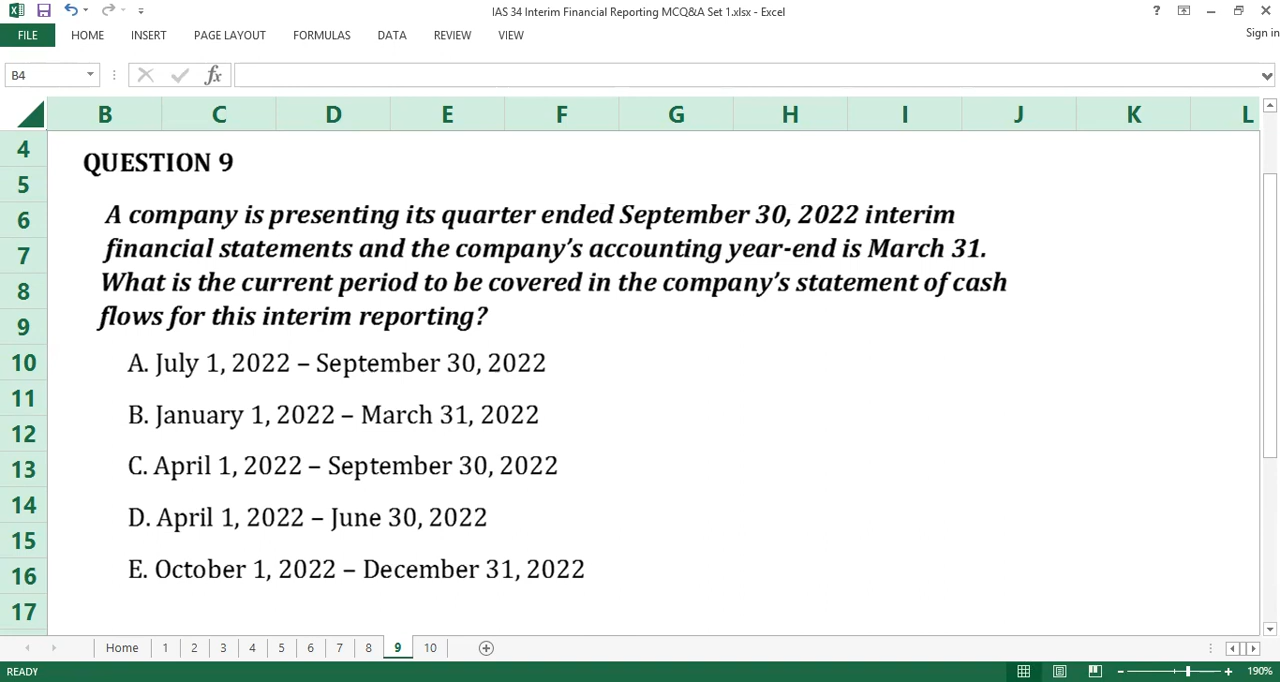 IAS 34 Interim Financial Reporting MCQ&A Set 1.xlsx - Excel
?
FILE HOME INSERT PAGE LAYOUT FORMULAS DATA REVIEW VIEW Sign in
B4 fx
B C D E F G H I J K L
4
QUESTION 9
5
6 A company is presenting its quarter ended September 30, 2022 interim
7 financial statements and the company's accounting year-end is March 31.
8 What is the current period to be covered in the company's statement of cash
9 flows for this interim reporting?
10 A. July 1, 2022 – September 30, 2022
11 B. January 1, 2022 – March 31, 2022
12
13 C. April 1, 2022 – September 30, 2022
14 D. April 1, 2022 – June 30, 2022
15
16 E. October 1, 2022 – December 31, 2022
17
Home 1 2 3 4 5 6 7 8 9 10
READY 190%